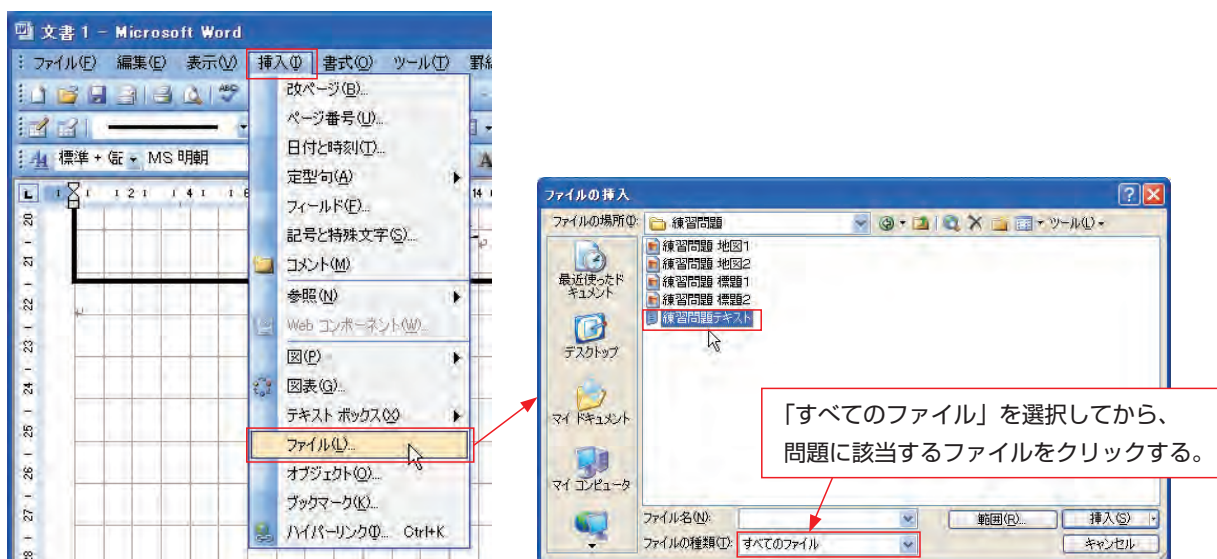 文書 1 - Microsoft Word
ファイル(F) 編集(E) 表示(V) 挿入(I) 書式(O) ツール(T) 罫
標準 + MS 明朝
改ページ(B)...
ページ番号(U)...
日付と時刻(T)...
定型句(A)
フィールド(F)...
記号と特殊文字(S)...
コメント(M)
参照(N)
Web コンポーネント(W)...
図(P)
図表(G)...
テキスト ボックス(X)
ファイル(L)...
オブジェクト(O)...
ブックマーク(K)...
ハイパーリンク(I)... Ctrl+K
20
21
22
23
24
25
26
27
28
ファイルの挿入
ファイルの場所(I): 練習問題 ツール(L)
練習問題 地図1
練習問題 地図2
練習問題 標題1
練習問題 標題2
練習問題テキスト
最近使ったド
キュメント
デスクトップ
マイ ドキュメント
マイ コンピュータ
「すべてのファイル」を選択してから、
問題に該当するファイルをクリックする。
ファイル名(N): 範囲(R)... 挿入(S)
ファイルの種類(T): すべてのファイル キャンセル